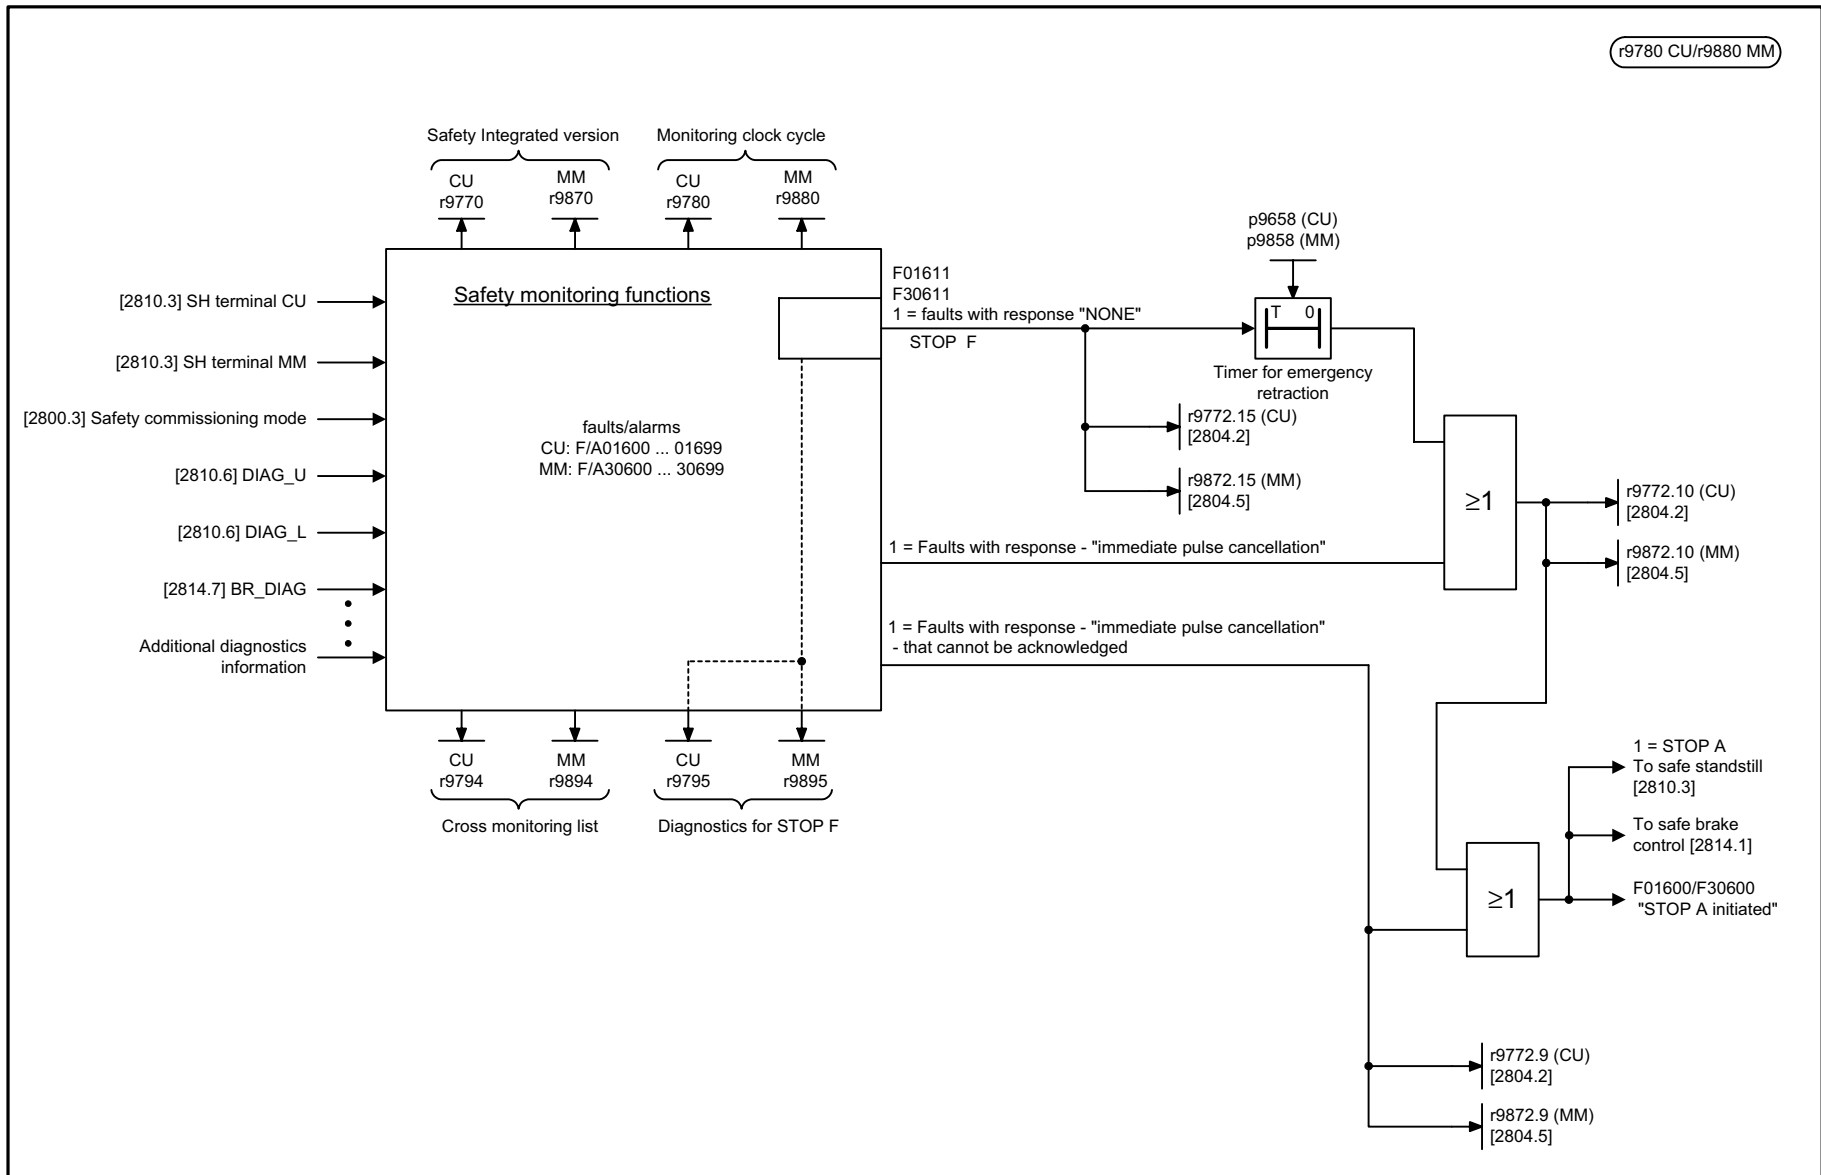 r9780 CU/r9880 MM
Safety Integrated version
Monitoring clock cycle
CU
r9770
MM
r9870
CU
r9780
MM
r9880
p9658 (CU)
p9858 (MM)
T 0
Timer for emergency
retraction
[2810.3] SH terminal CU
[2810.3] SH terminal MM
[2800.3] Safety commissioning mode
[2810.6] DIAG_U
[2810.6] DIAG_L
[2814.7] BR_DIAG
Additional diagnostics
information
Safety monitoring functions
faults/alarms
CU: F/A01600 ... 01699
MM: F/A30600 ... 30699
F01611
F30611
1 = faults with response "NONE"
STOP F
r9772.15 (CU)
[2804.2]
r9872.15 (MM)
[2804.5]
≥1
r9772.10 (CU)
[2804.2]
r9872.10 (MM)
[2804.5]
1 = Faults with response - "immediate pulse cancellation"
1 = Faults with response - "immediate pulse cancellation"
- that cannot be acknowledged
CU
r9794
MM
r9894
CU
r9795
MM
r9895
Cross monitoring list
Diagnostics for STOP F
≥1
1 = STOP A
To safe standstill
[2810.3]
To safe brake
control [2814.1]
F01600/F30600
"STOP A initiated"
r9772.9 (CU)
[2804.2]
r9872.9 (MM)
[2804.5]